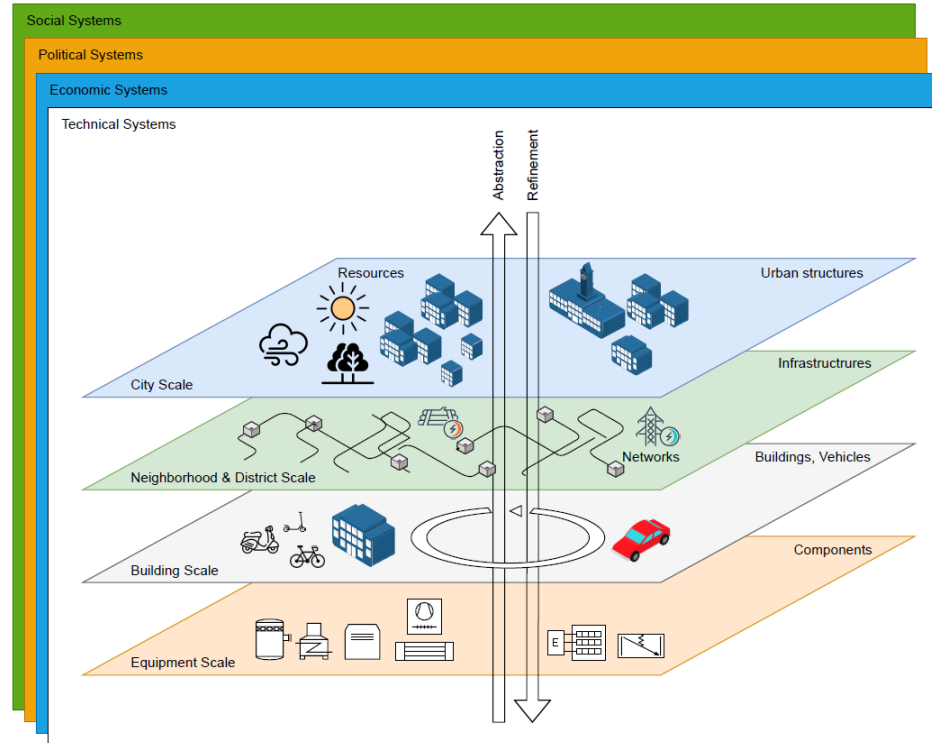 Social Systems
Political Systems
Economic Systems
Technical Systems
Abstraction
Refinement
Resources
Urban structures
City Scale
Infrastructrures
Networks
Neighborhood & District Scale
Buildings, Vehicles
Building Scale
Components
E
Equipment Scale